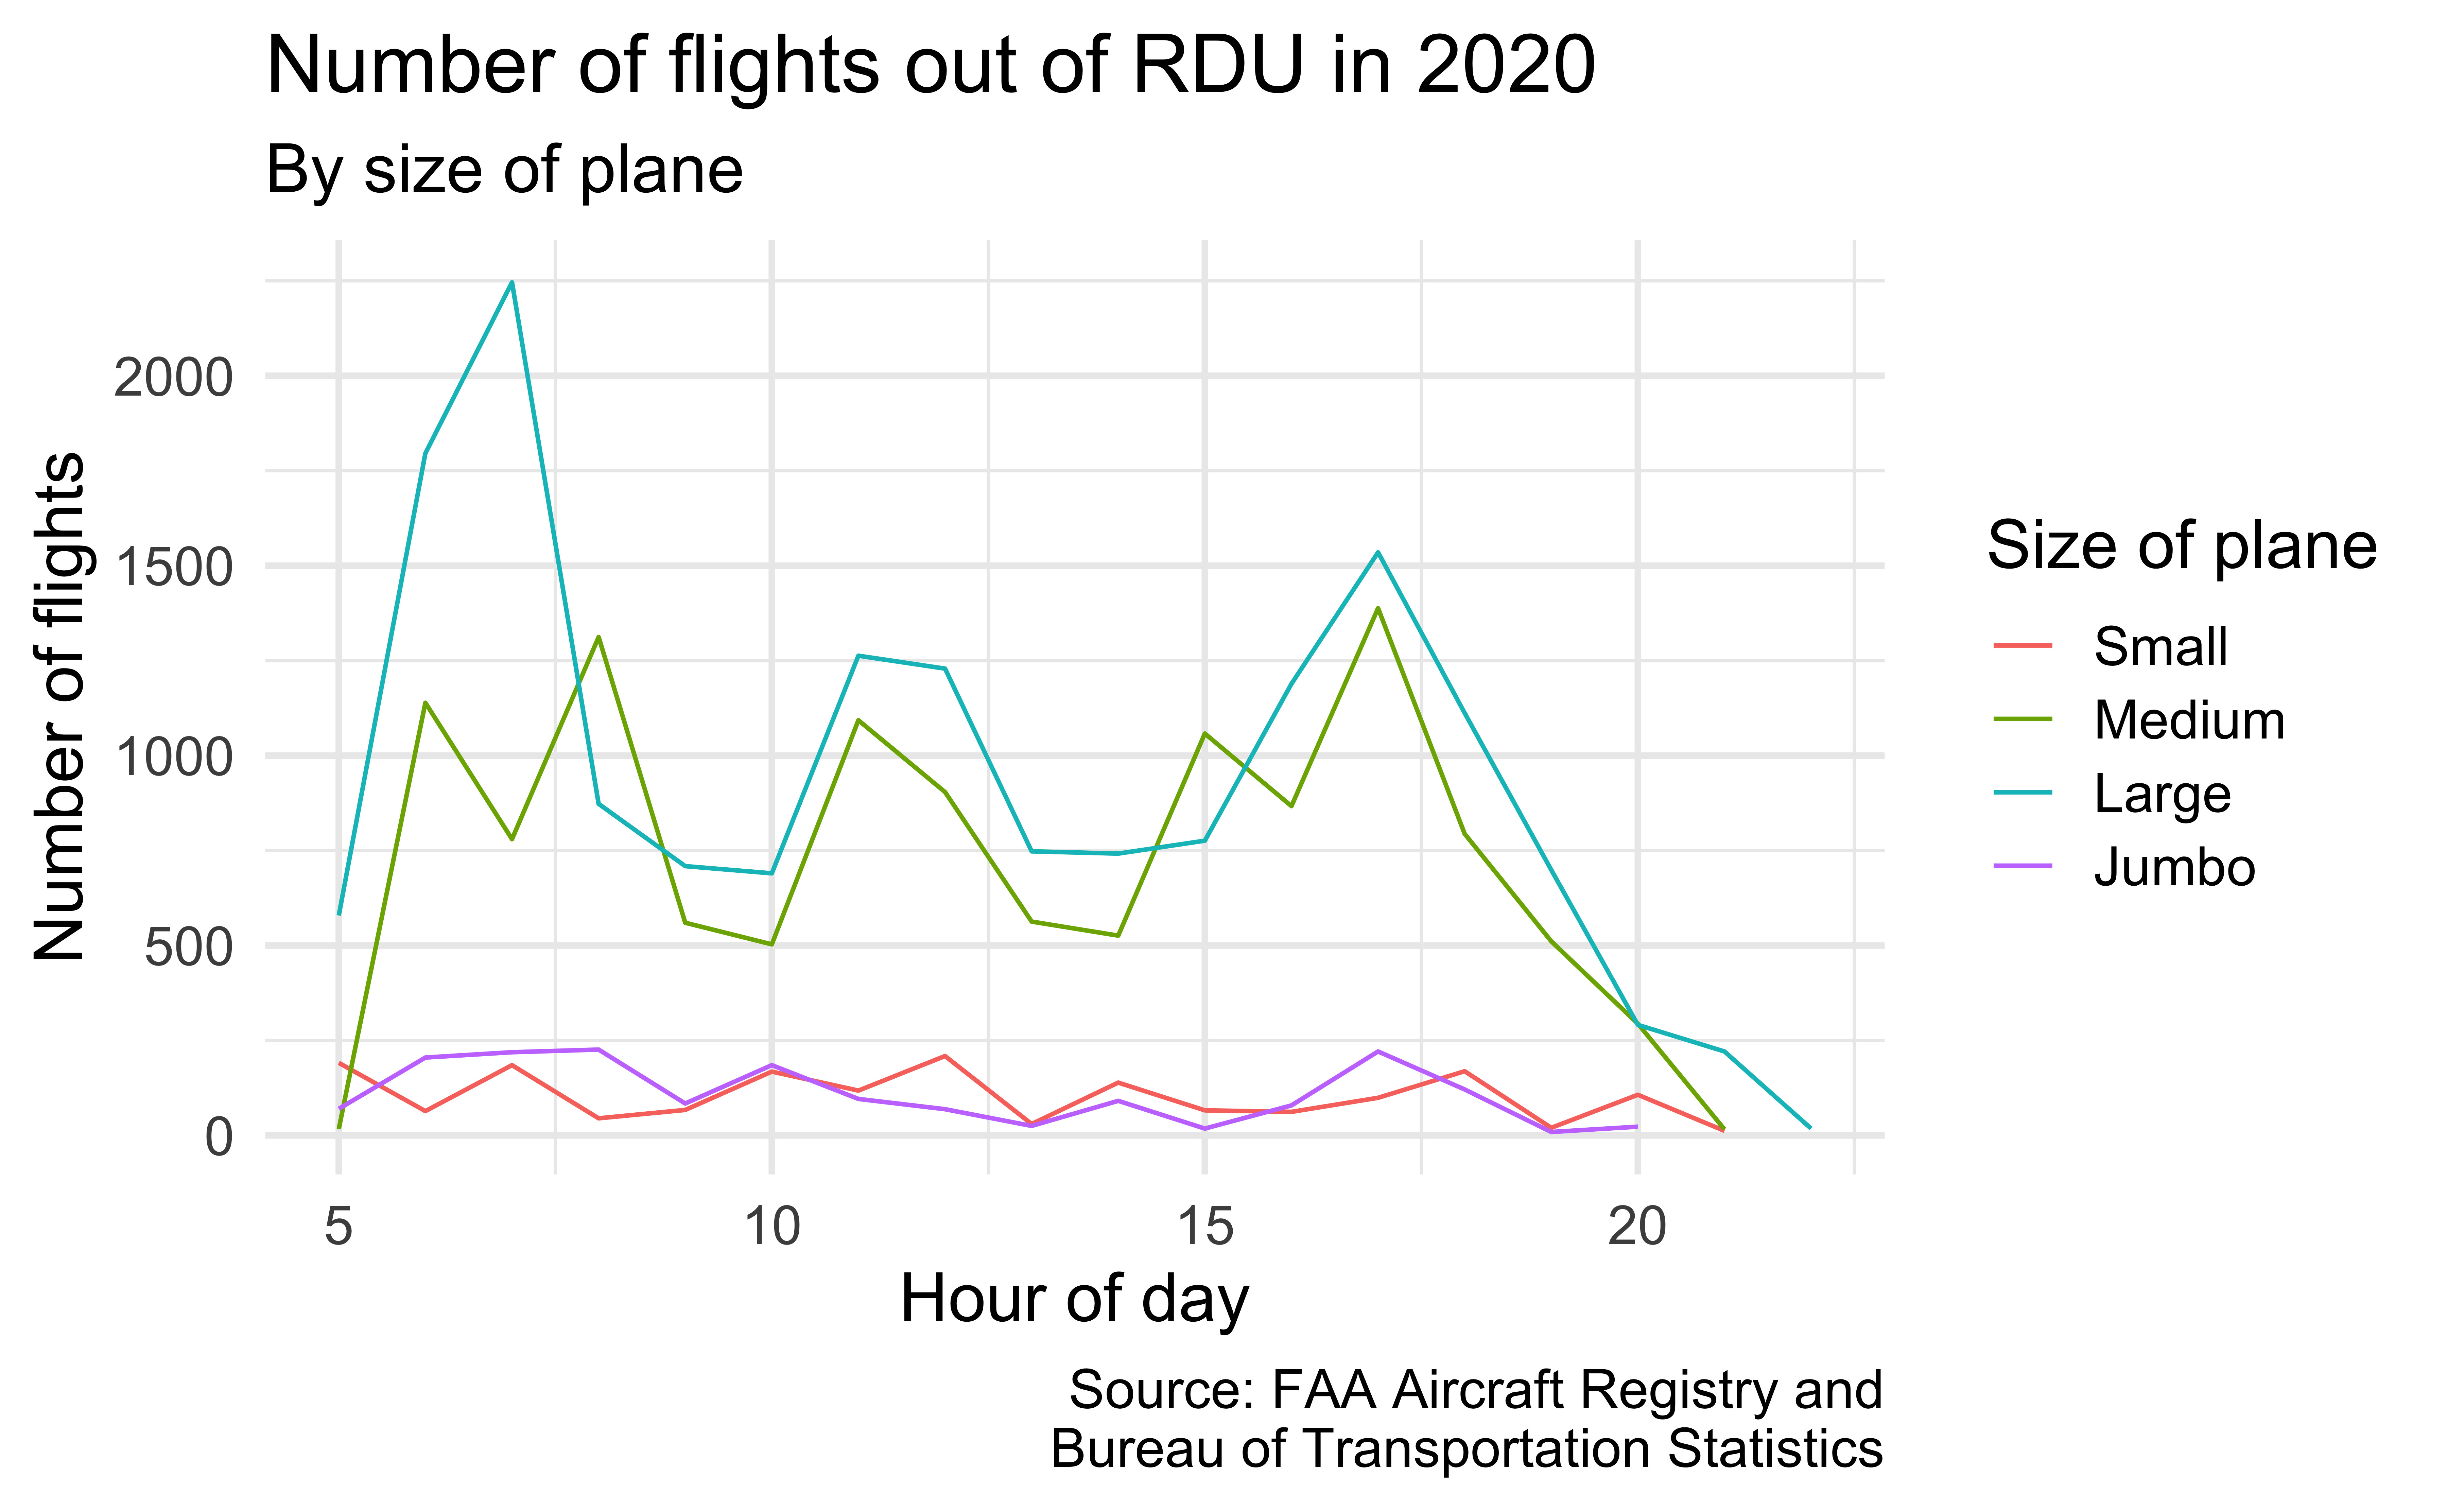 Number of flights out of RDU in 2020
By size of plane
Number of flights
2000
1500
1000
500
0
5
10
15
20
Hour of day
Size of plane
Small
Medium
Large
Jumbo
Source: FAA Aircraft Registry and
Bureau of Transportation Statistics